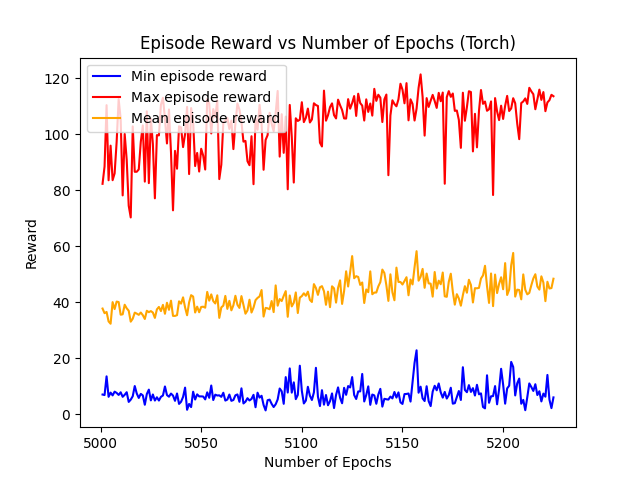 Episode Reward vs Number of Epochs (Torch)
Min episode reward
Max episode reward
Mean episode reward
120
100
80
60
40
20
0
Reward
5000
5050
5100
5150
5200
Number of Epochs